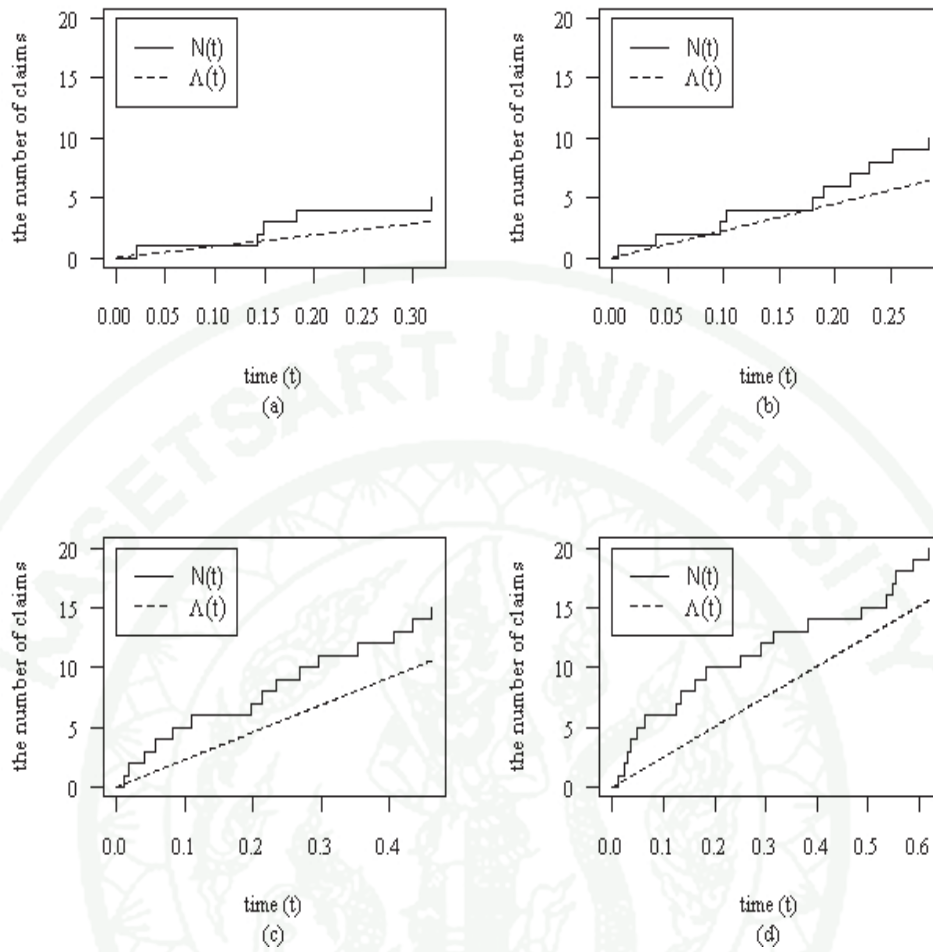 the number of claims
20
15
10
5
0
N(t)
Λ(t)
0.00 0.05 0.10 0.15 0.20 0.25 0.30
time (t)
(a)
the number of claims
20
15
10
5
0
N(t)
Λ(t)
0.00 0.05 0.10 0.15 0.20 0.25
time (t)
(b)
KASETSART UNIVERSITY
the number of claims
20
15
10
5
0
N(t)
Λ(t)
0.0 0.1 0.2 0.3 0.4
time (t)
(c)
the number of claims
20
15
10
5
0
N(t)
Λ(t)
0.0 0.1 0.2 0.3 0.4 0.5 0.6
time (t)
(d)